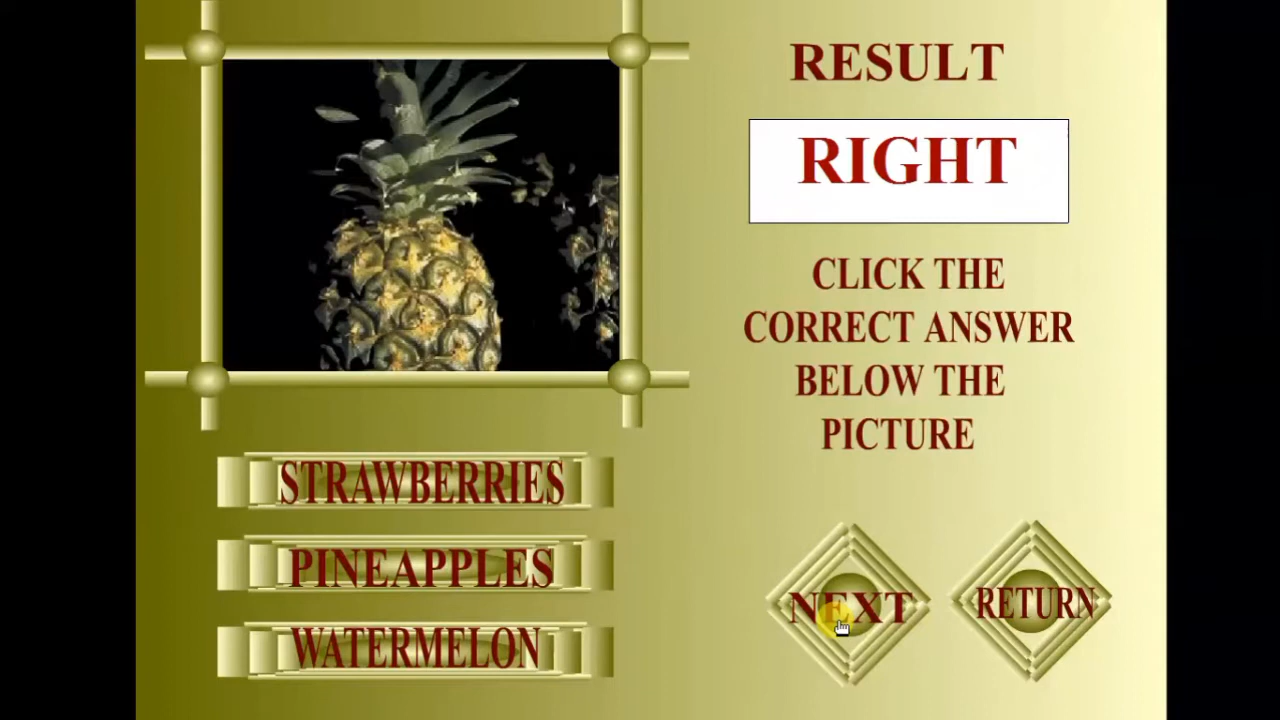 RESULT
RIGHT
CLICK THE
CORRECT ANSWER
BELOW THE
PICTURE
STRAWBERRIES
PINEAPPLES
WATERMELON
NEXT
RETURN